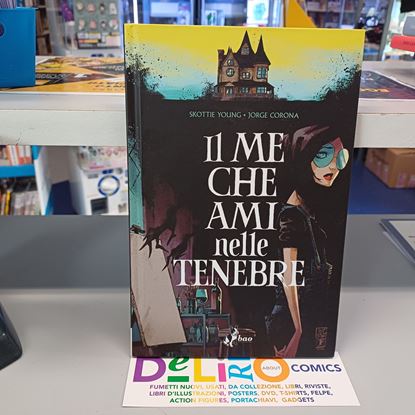 SKOTTIE YOUNG • JORGE CORONA
Il ME
CHE
AMI
nelle
TENEBRE
bao
DeLIRIO
ABOUT
COMICS
FUMETTI NUOVI, USATI, DA COLLEZIONE, LIBRI, RIVISTE,
LIBRI D'ILLUSTRAZIONI, POSTERS, DVD, T-SHIRTS, FELPE,
ACTION FIGURES, PORTACHIAVI, GADGETS